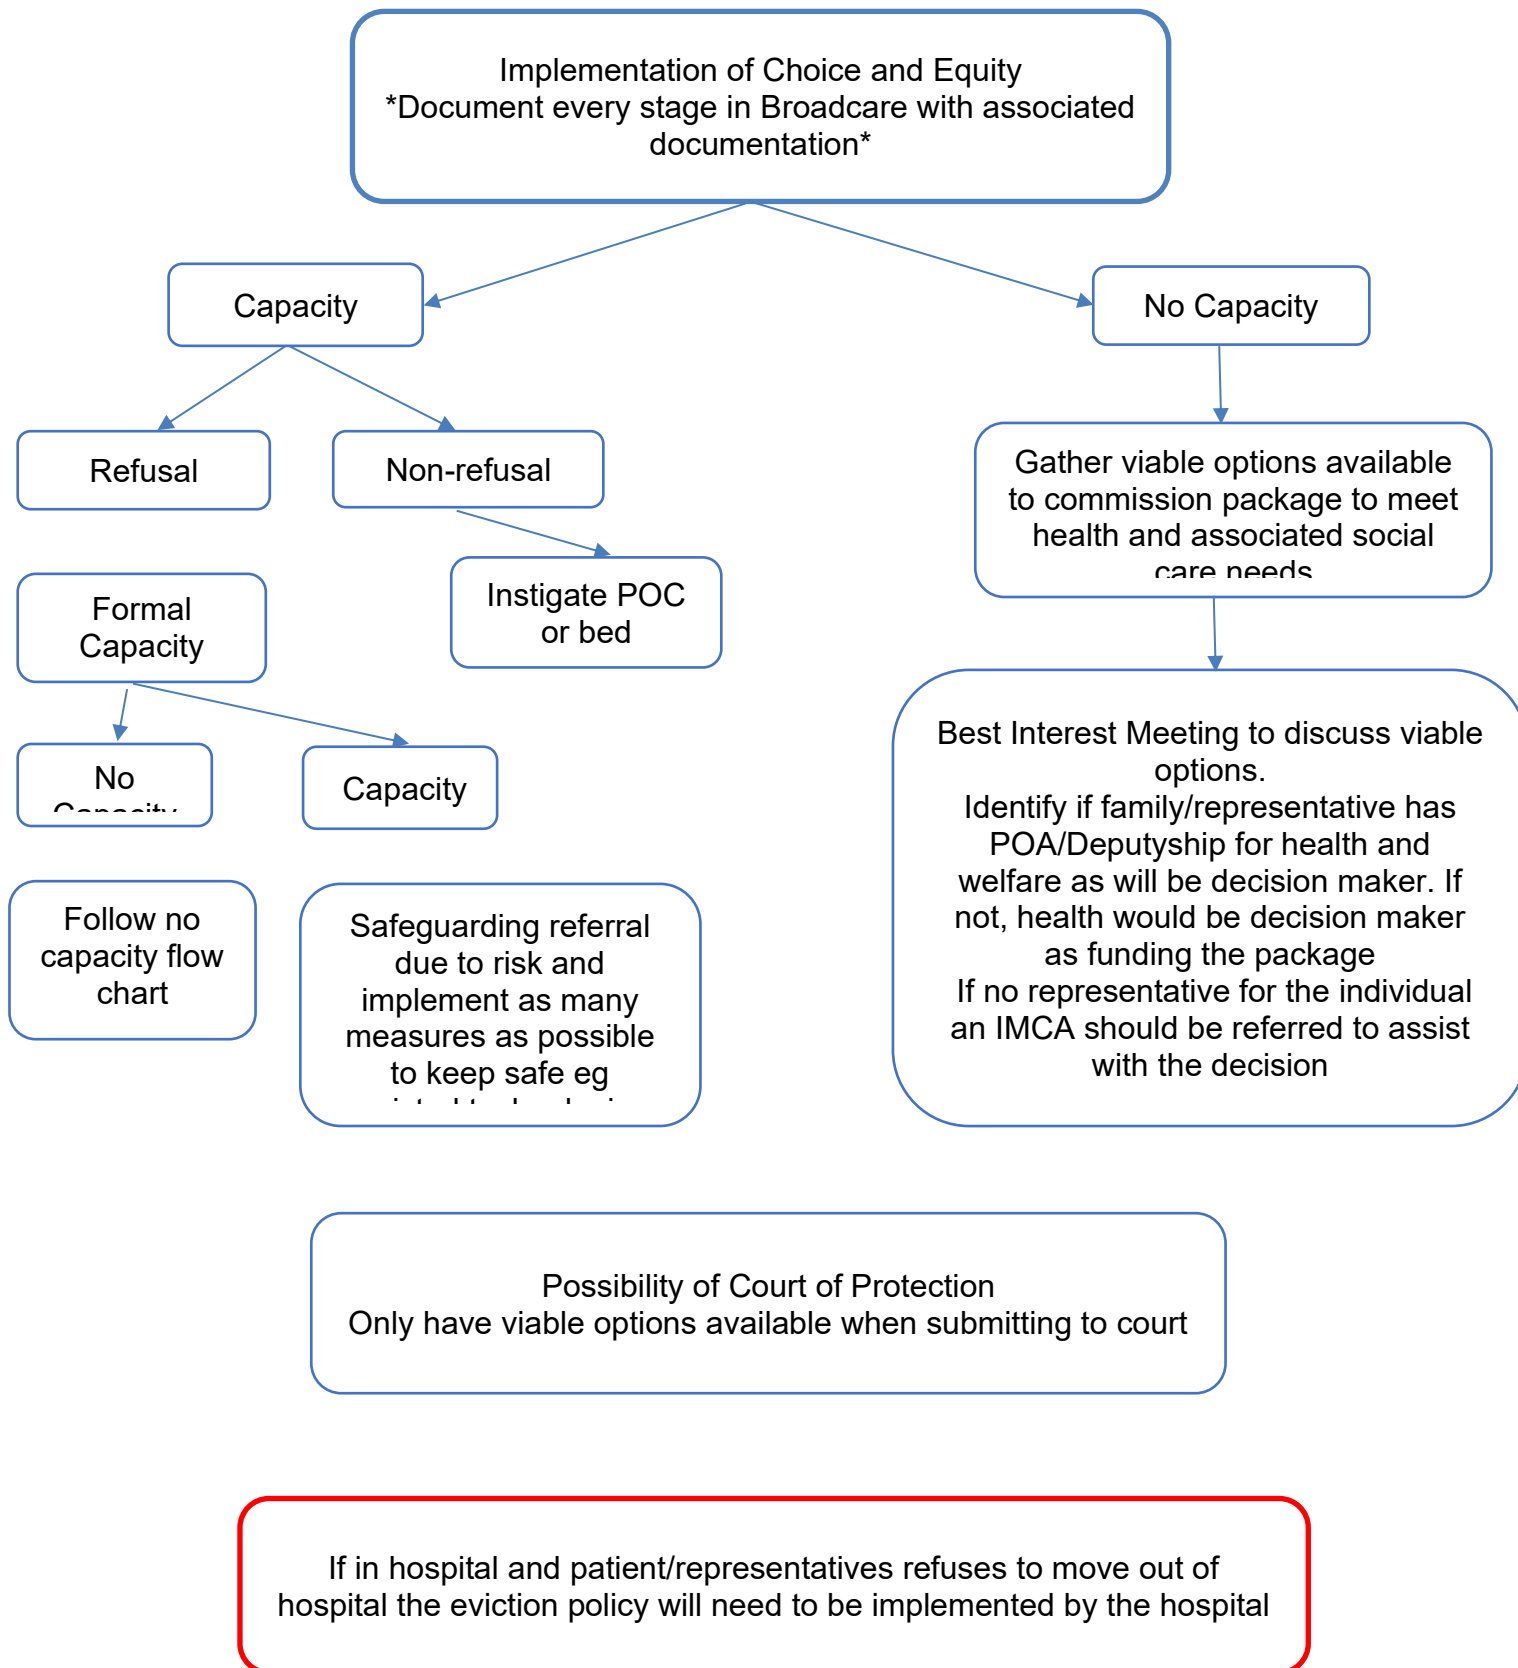 Implementation of Choice and Equity
*Document every stage in Broadcare with associated
documentation*
Capacity
No Capacity
Refusal
Non-refusal
Gather viable options available
to commission package to meet
health and associated social
care needs
Formal
Capacity
Instigate POC
or bed
No
Capacity
Capacity
Best Interest Meeting to discuss viable
options.
Identify if family/representative has
POA/Deputyship for health and
welfare as will be decision maker. If
not, health would be decision maker
as funding the package
If no representative for the individual
an IMCA should be referred to assist
with the decision
Follow no
capacity flow
chart
Safeguarding referral
due to risk and
implement as many
measures as possible
to keep safe eg
Possibility of Court of Protection
Only have viable options available when submitting to court
If in hospital and patient/representatives refuses to move out of
hospital the eviction policy will need to be implemented by the hospital